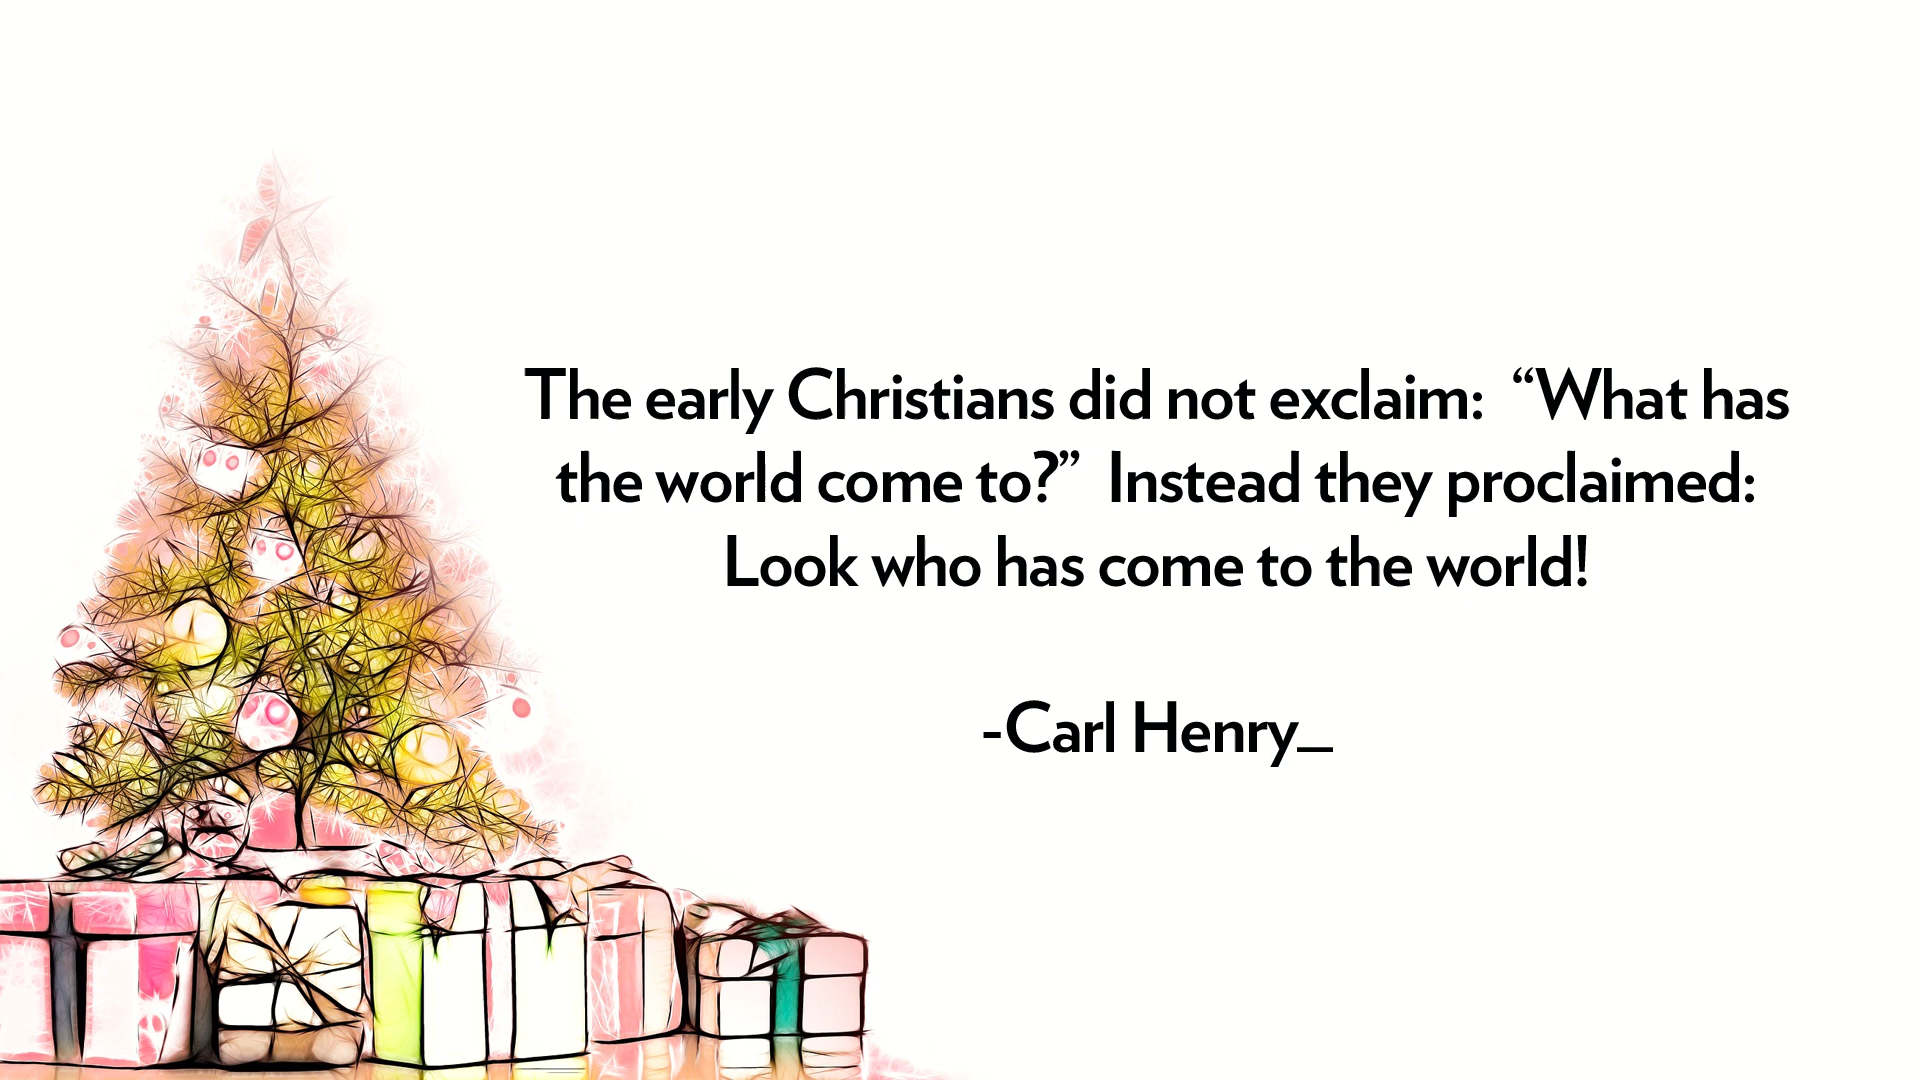 The early Christians did not exclaim:  “What has
the world come to?”  Instead they proclaimed:
Look who has come to the world!
-Carl Henry_